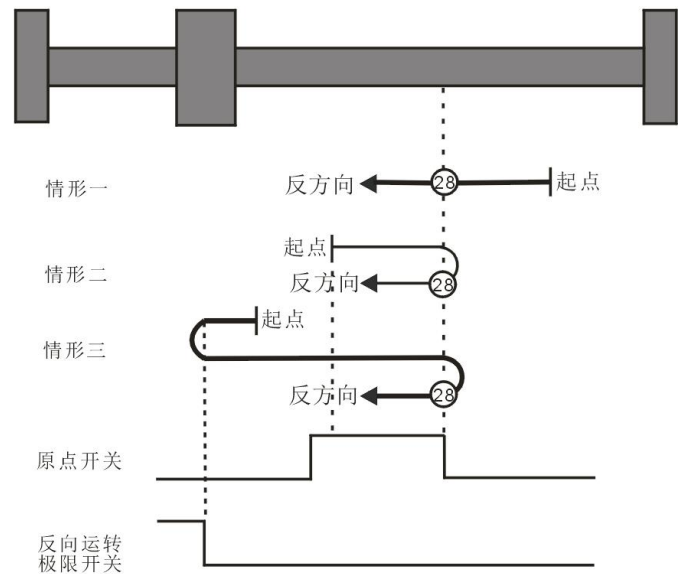 情形一
反方向
28
起点
情形二
起点
反方向
28
情形三
起点
反方向
28
原点开关
反向运转
极限开关